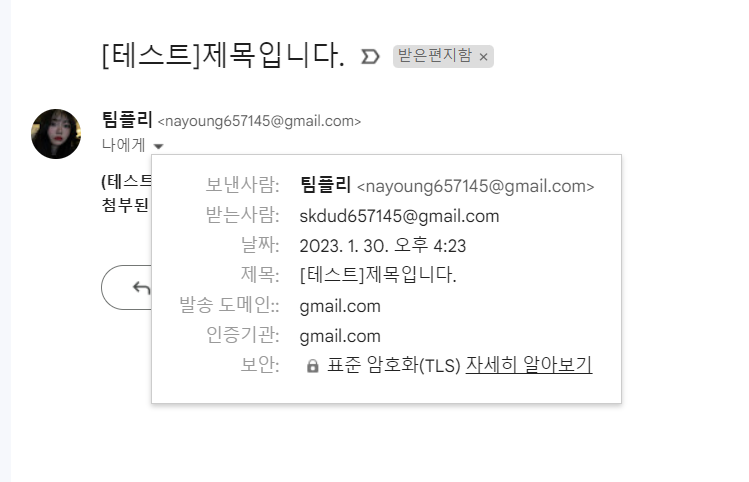 [테스트]제목입니다. 받은편지함 ×
팀플리 <nayoung657145@gmail.com>
나에게
(테스트
첨부된
보낸사람: 팀플리 <nayoung657145@gmail.com>
받는사람: skdud657145@gmail.com
날짜: 2023. 1. 30. 오후 4:23
제목: [테스트]제목입니다.
발송 도메인:: gmail.com
인증기관: gmail.com
보안: 표준 암호화(TLS) 자세히 알아보기